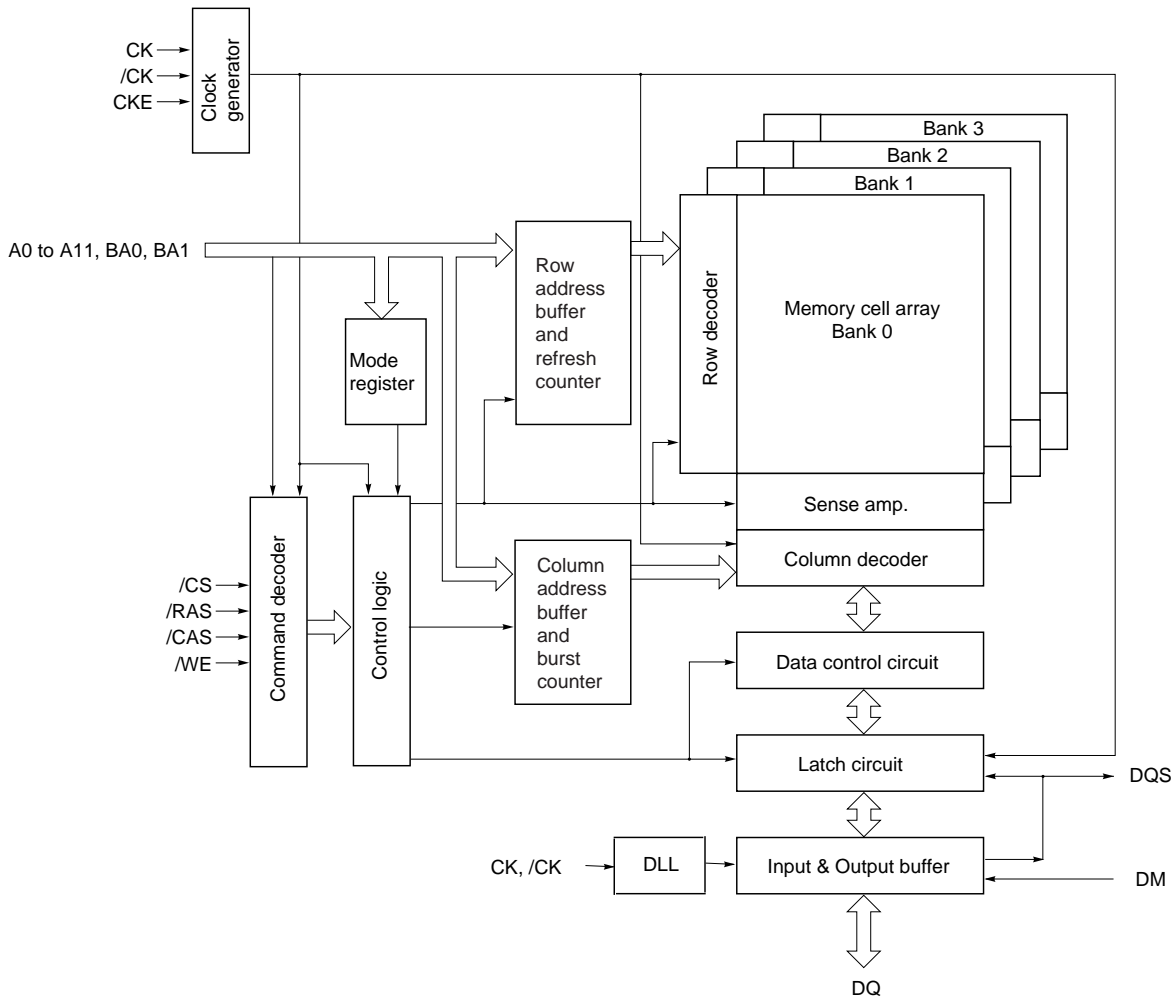 CK
/CK
CKE
Clock
generator
Bank 3
Bank 2
Bank 1
A0 to A11, BA0, BA1
Row
address
buffer
and
refresh
counter
Row decoder
Memory cell array
Bank 0
Mode
register
Sense amp.
Column decoder
/CS
/RAS
/CAS
/WE
Command decoder
Control logic
Column
address
buffer
and
burst
counter
Data control circuit
Latch circuit
DQS
CK, /CK
DLL
Input & Output buffer
DM
DQ